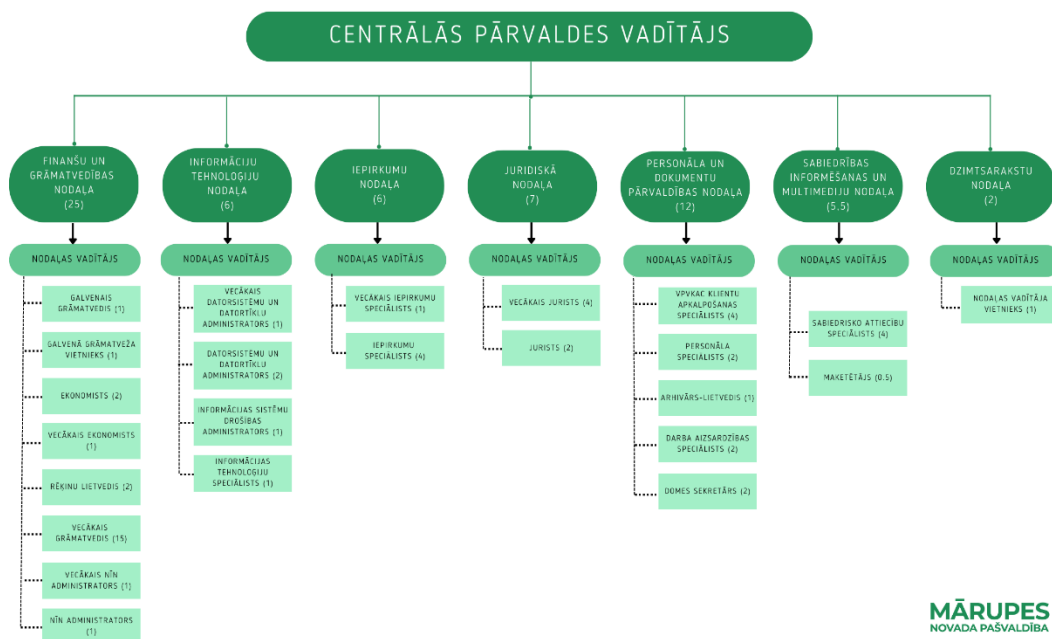 CENTRĀLĀS PĀRVALDES VADĪTĀJS
FINANŠU UN
GRĀMATVEDĪBAS
NODAĻA
(25)
NODAĻAS VADĪTĀJS
GALVENAIS
GRĀMATVEDIS (1)
GALVENĀ GRĀMATVEŽA
VIETNIEKS (1)
EKONOMISTS (2)
VECĀKAIS EKONOMISTS
(1)
RĒĶINU LIETVEDIS (2)
VECĀKAIS
GRĀMATVEDIS (15)
VECĀKAIS NĪN
ADMINISTRATORS (1)
NĪN ADMINISTRATORS
(1)
INFORMĀCIJU
TEHNOLOĢIJU
NODAĻA
(6)
NODAĻAS VADĪTĀJS
VECĀKAIS
DATORSISTĒMU UN
DATORTĪKLU
ADMINISTRATORS (1)
DATORSISTĒMU UN
DATORTĪKLU
ADMINISTRATORS (2)
INFORMĀCIJAS SISTĒMU
DROŠĪBAS
ADMINISTRATORS (1)
INFORMĀCIJAS
TEHNOLOĢIJU
SPECIĀLISTS (1)
IEPIRKUMU
NODAĻA
(6)
NODAĻAS VADĪTĀJS
VECĀKAIS IEPIRKUMU
SPECIĀLISTS (1)
IEPIRKUMU
SPECIĀLISTS (4)
JURIDISKĀ
NODAĻA
(7)
NODAĻAS VADĪTĀJS
VECĀKAIS JURISTS (4)
JURISTS (2)
PERSONĀLA UN
DOKUMENTU
PĀRVALDĪBAS NODAĻA
(12)
NODAĻAS VADĪTĀJS
VPVKAC KLIENTU
APKALPOŠANAS
SPECIĀLISTS (4)
PERSONĀLA
SPECIĀLISTS (2)
ARHIVĀRS-LIETVEDIS (1)
DARBA AIZSARDZĪBAS
SPECIĀLISTS (2)
DOMES SEKRETĀRS (2)
SABIEDRĪBAS
INFORMĒŠANAS UN
MULTIMEDIJU NODAĻA
(5,5)
NODAĻAS VADĪTĀJS
SABIEDRISKO ATTIECĪBU
SPECIĀLISTS (4)
MAKETĒTĀJS (0.5)
DZIMTSARAKSTU
NODAĻA
(2)
NODAĻAS VADĪTĀJS
NODAĻAS VADĪTĀJA
VIETNIEKS (1)
MĀRUPES
NOVADA PAŠVALDĪBA